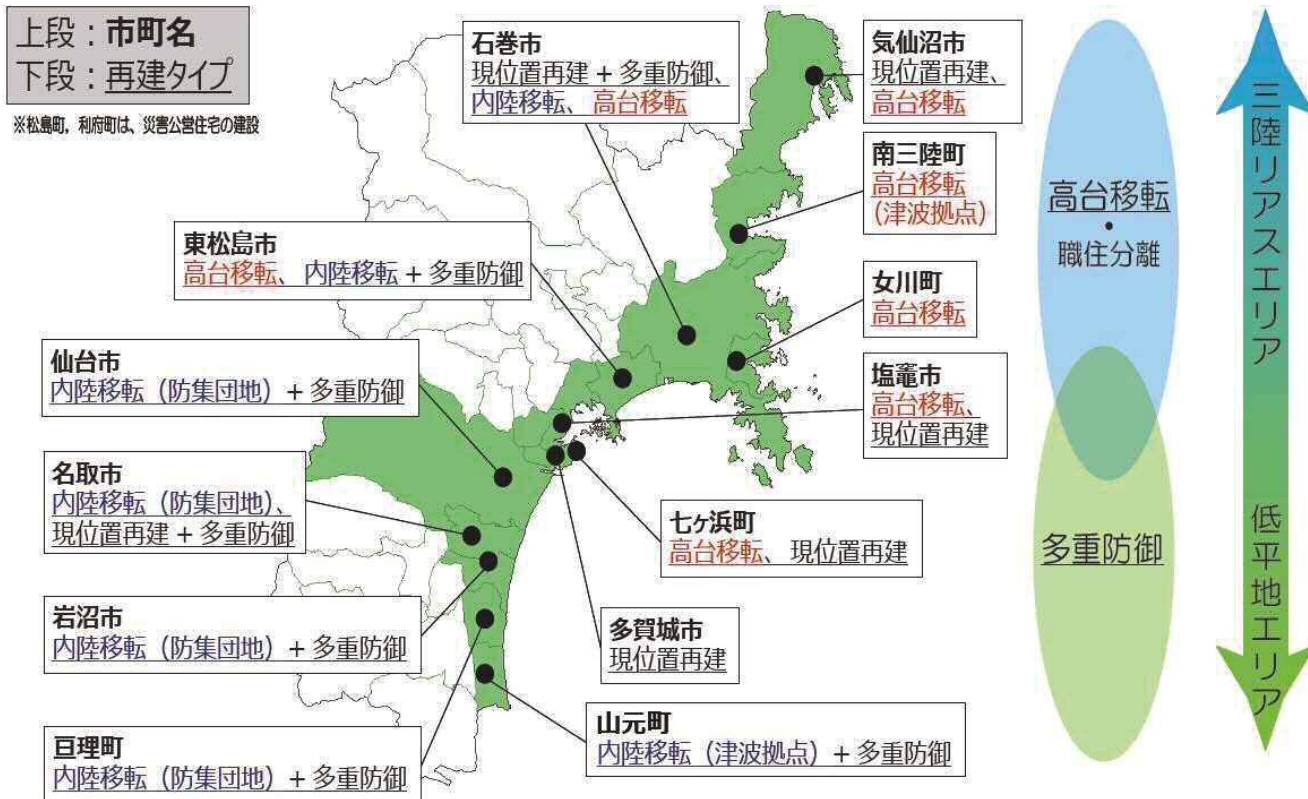 上段：市町名
下段：再建タイプ
※松島町，利府町は、災害公営住宅の建設
石巻市
現位置再建 + 多重防御、
内陸移転、 高台移転
気仙沼市
現位置再建、
高台移転
南三陸町
高台移転
(津波拠点)
東松島市
高台移転、 内陸移転 + 多重防御
女川町
高台移転
仙台市
内陸移転（防集団地）+ 多重防御
塩竈市
高台移転、
現位置再建
名取市
内陸移転（防集団地）、
現位置再建 + 多重防御
七ヶ浜町
高台移転、 現位置再建
岩沼市
内陸移転（防集団地）+ 多重防御
多賀城市
現位置再建
亘理町
内陸移転（防集団地）+ 多重防御
山元町
内陸移転（津波拠点）+ 多重防御
高台移転
・
職住分離
多重防御
三陸リアスエリア
低平地エリア